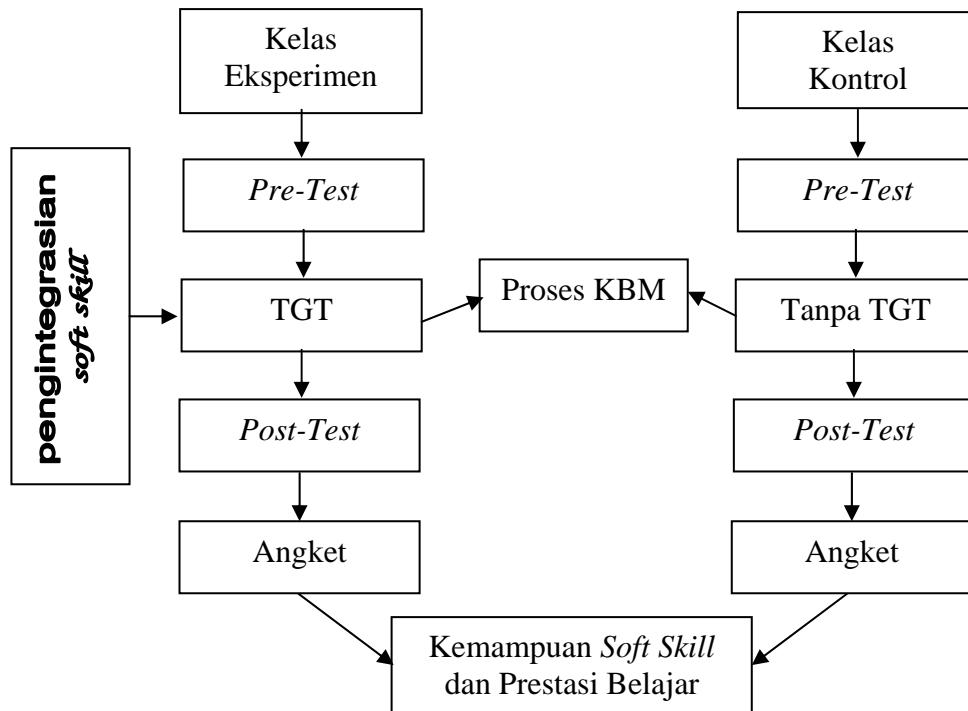 Kelas
Eksperimen
Kelas
Kontrol
pengintegrasian
soft skill
Pre-Test
Pre-Test
TGT
Proses KBM
Tanpa TGT
Post-Test
Post-Test
Angket
Angket
Kemampuan Soft Skill
dan Prestasi Belajar